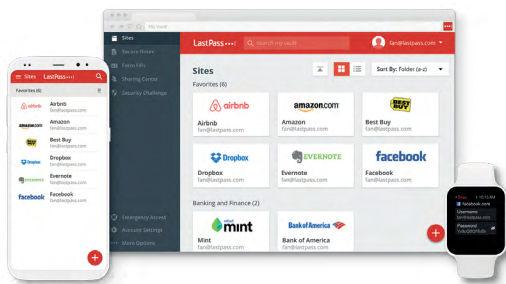 My Vault
Sites
Secure Notes
Form Fills
Sharing Center
Security Challenge
Emergency Access
Account Settings
More Options
LastPass
Search my vault
fan@lastpass.com
Sites
Sort By: Folder (a-z)
Favorites (6)
airbnb
Airbnb
fan@lastpass.com
amazon.com
Amazon
fan@lastpass.com
BEST BUY
Best Buy
fan@lastpass.com
Dropbox
Dropbox
fan@lastpass.com
EVERNOTE
Evernote
fan@lastpass.com
facebook
Facebook
fan@lastpass.com
Banking and Finance (2)
mint
Mint
fan@lastpass.com
Bank of America
Bank of America
fan@lastpass.com
Sites LastPass
Favorites (6)
airbnb
Airbnb
fan@lastpass.com
amazon
Amazon
fan@lastpass.com
BEST BUY
Best Buy
fan@lastpass.com
Dropbox
Dropbox
fan@lastpass.com
EVERNOTE
Evernote
fan@lastpass.com
facebook
Facebook
fan@lastpass.com
10:15AM
facebook.com
Username
fan@lastpass.com
Password